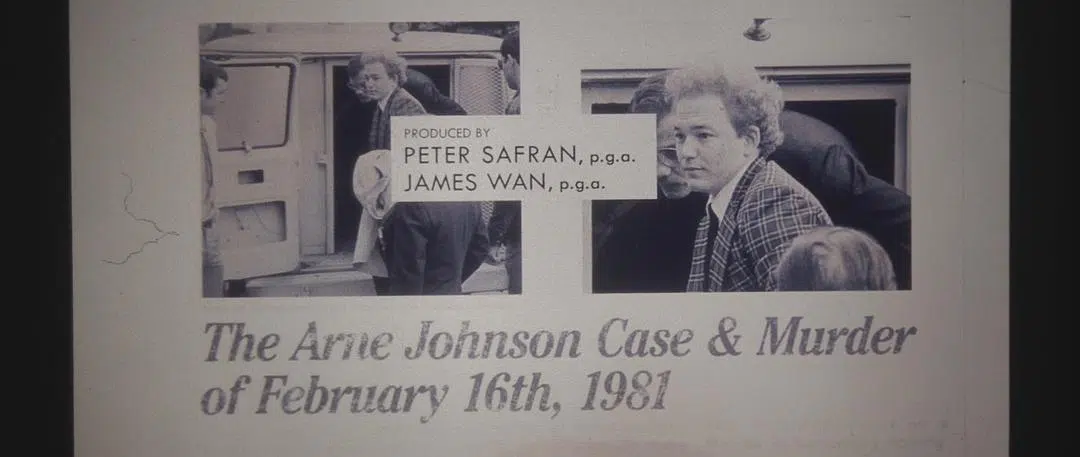 PRODUCED BY
PETER SAFRAN, p.g.a.
JAMES WAN, p.g.a.
The Arne Johnson Case & Murder
of February 16th, 1981